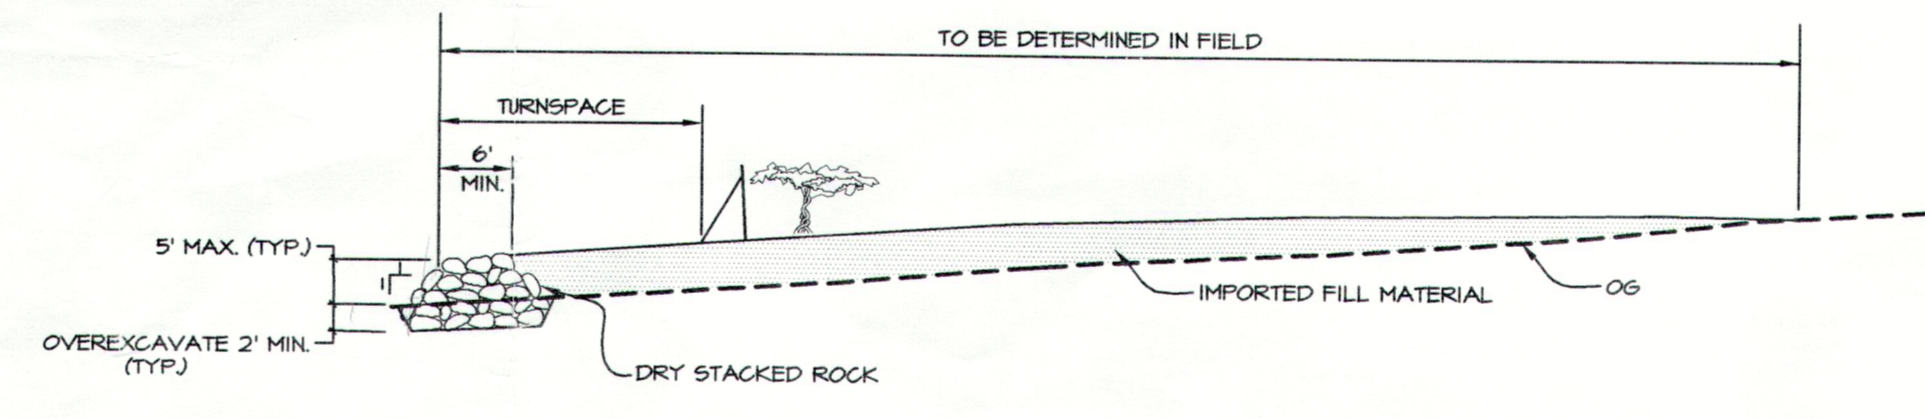 TO BE DETERMINED IN FIELD
TURNSPACE
6'
MIN.
5' MAX. (TYP.)
1
1
OVEREXCAVATE 2' MIN.
(TYP.)
IMPORTED FILL MATERIAL
OG
DRY STACKED ROCK